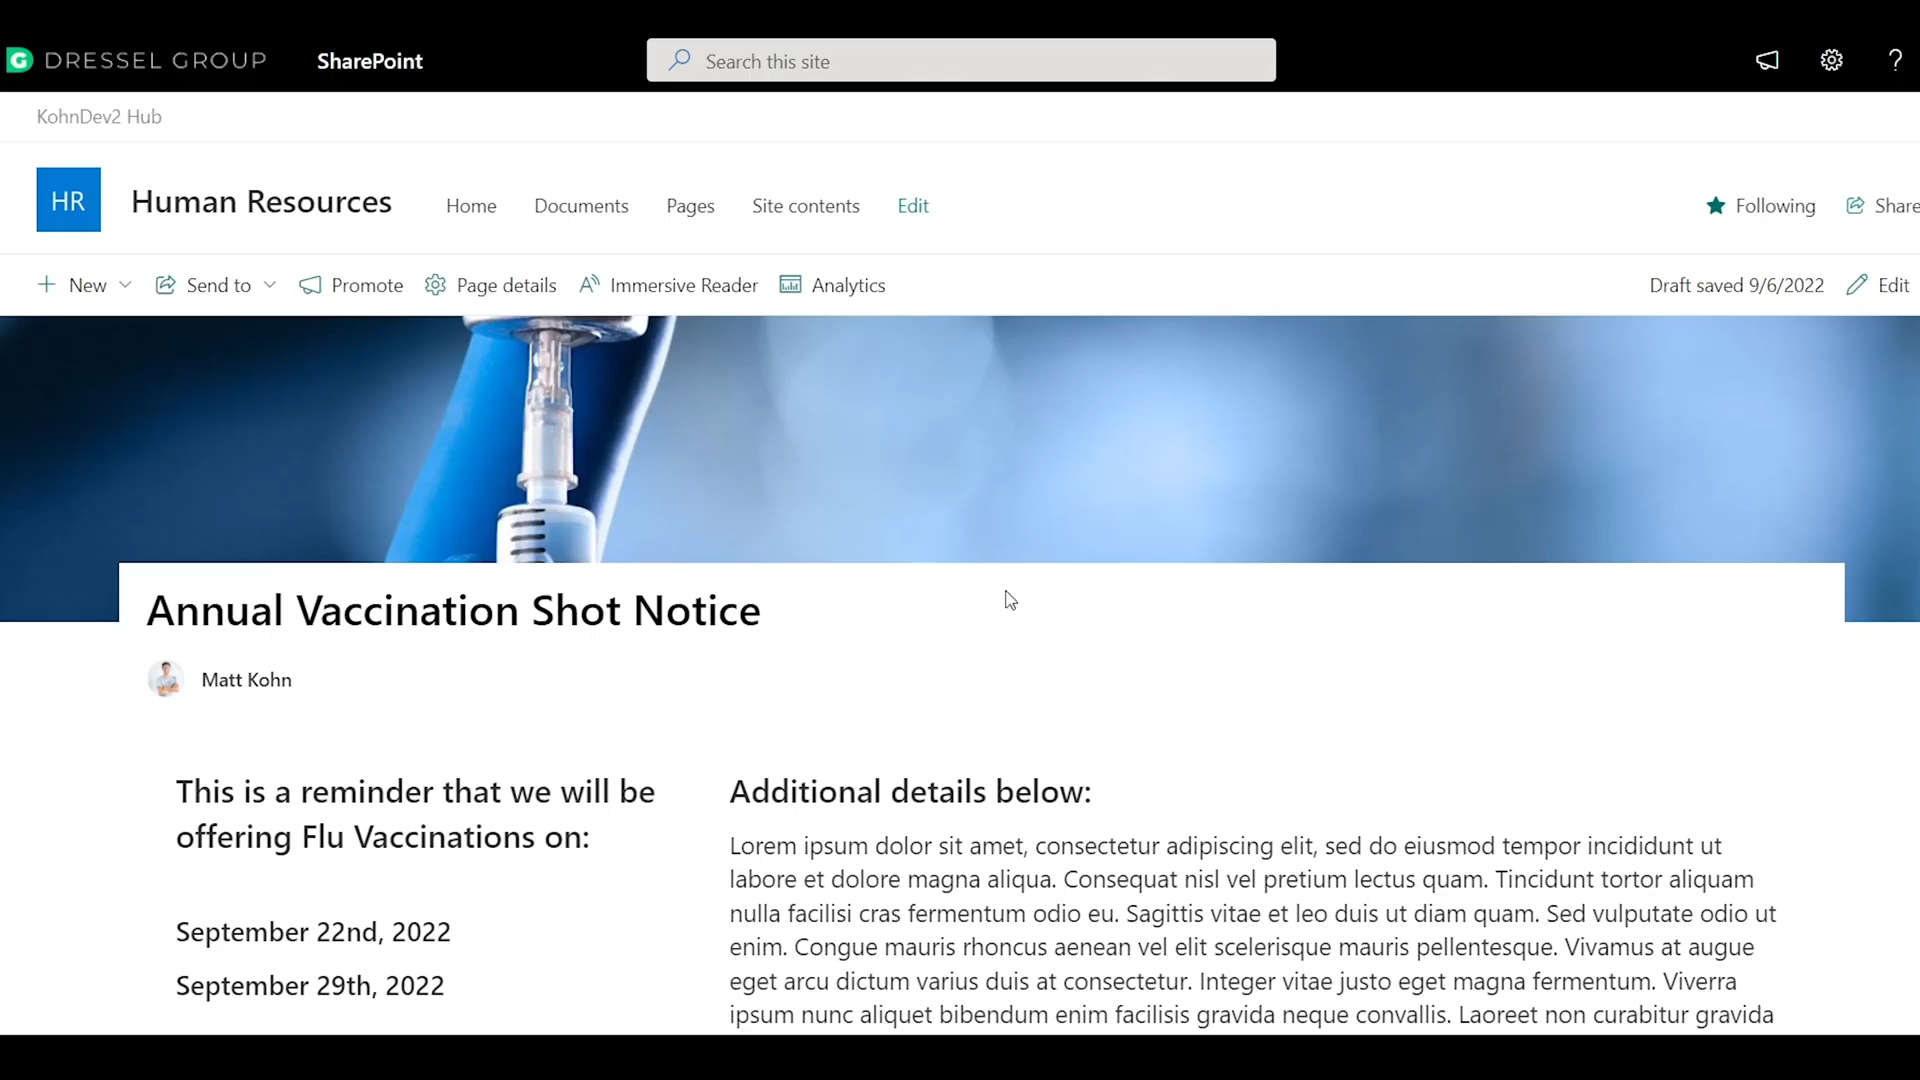 G DRESSEL GROUP SharePoint Search this site ?
KohnDev2 Hub
HR Human Resources Home Documents Pages Site contents Edit Following Share
+ New Send to Promote Page details Immersive Reader Analytics Draft saved 9/6/2022 Edit
Annual Vaccination Shot Notice
Matt Kohn
This is a reminder that we will be
offering Flu Vaccinations on:
September 22nd, 2022
September 29th, 2022
Additional details below:
Lorem ipsum dolor sit amet, consectetur adipiscing elit, sed do eiusmod tempor incididunt ut
labore et dolore magna aliqua. Consequat nisl vel pretium lectus quam. Tincidunt tortor aliquam
nulla facilisi cras fermentum odio eu. Sagittis vitae et leo duis ut diam quam. Sed vulputate odio ut
enim. Congue mauris rhoncus aenean vel elit scelerisque mauris pellentesque. Vivamus at augue
eget arcu dictum varius duis at consectetur. Integer vitae justo eget magna fermentum. Viverra
ipsum nunc aliquet bibendum enim facilisis gravida neque convallis. Laoreet non curabitur gravida